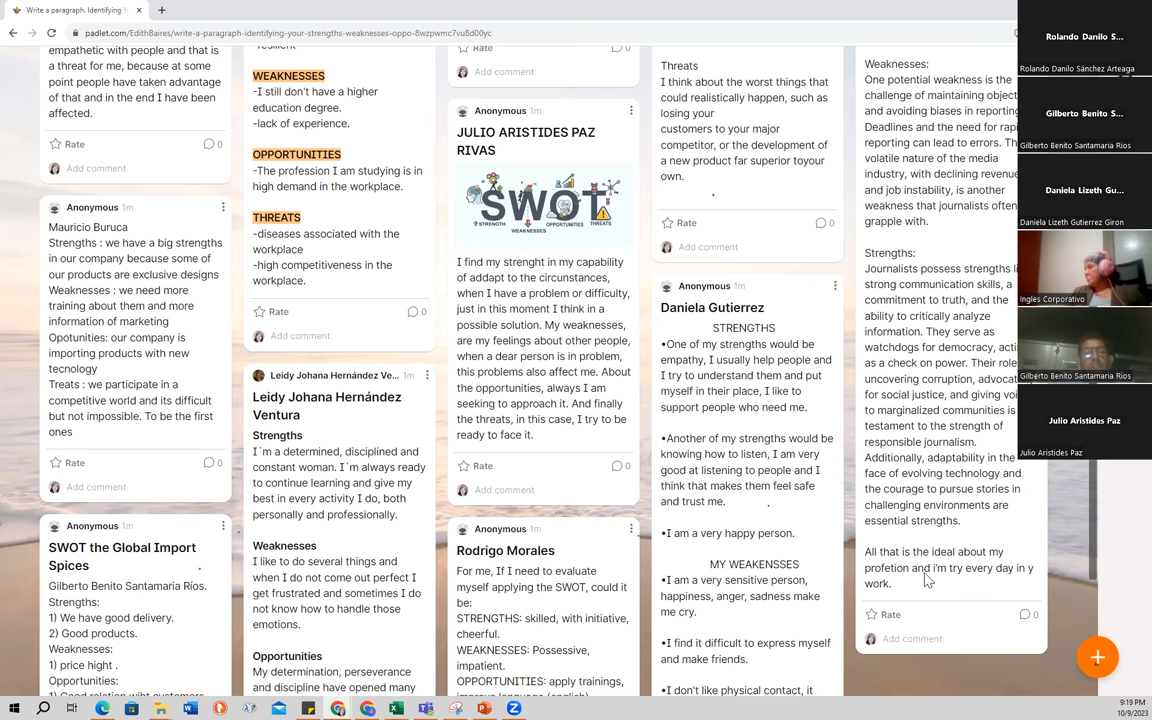 Write a paragraph. Identifying Y
padlet.com/EdithBaires/write-a-paragraph-identifying-your-strengths-weaknesses-oppo-8wzpwmc7vu8d00yc
empathetic with people and that is
a threat for me, because at some
point people have taken advantage
of that and in the end I have been
affected.
Rate
0
Add comment
Anonymous 1m
Mauricio Buruca
Strengths : we have a big strengths
in our company because some of
our products are exclusive designs
Weaknesses : we need more
training about them and more
information of marketing
Opotunities: our company is
importing products with new
tecnology
Treats : we participate in a
competitive world and its difficult
but not impossible. To be the first
ones
Rate
0
Add comment
Anonymous 1m
SWOT the Global Import
Spices
Gilberto Benito Santamaria Ríos.
Strengths:
1) We have good delivery.
2) Good products.
Weaknesses:
1) price hight .
Opportunities:
1) Good relation wiht customers
resilient
WEAKNESSES
-I still don't have a higher
education degree.
-lack of experience.
OPPORTUNITIES
-The profession I am studying is in
high demand in the workplace.
THREATS
-diseases associated with the
workplace
-high competitiveness in the
workplace.
Rate
0
Add comment
Leidy Johana Hernández Ve... 1m
Leidy Johana Hernández
Ventura
Strengths
I´m a determined, disciplined and
constant woman. I´m always ready
to continue learning and give my
best in every activity I do, both
personally and professionally.
Weaknesses
I like to do several things and
when I do not come out perfect I
get frustrated and sometimes I do
not know how to handle those
emotions.
Opportunities
My determination, perseverance
and discipline have opened many
Rate
0
Add comment
Anonymous 1m
JULIO ARISTIDES PAZ
RIVAS
SWOT
STRENGTH
WEAKNESSES
OPPORTUNITIES
THREATS
I find my strenght in my capability
of addapt to the circumstances,
when I have a problem or difficulty,
just in this moment I think in a
possible solution. My weaknesses,
are my feelings about other people,
when a dear person is in problem,
this problems also affect me. About
the opportunities, always I am
seeking to approach it. And finally
the threats, in this case, I try to be
ready to face it.
Rate
0
Add comment
Anonymous 1m
Rodrigo Morales
For me, If I need to evaluate
myself applying the SWOT, could it
be:
STRENGTHS: skilled, with initiative,
cheerful.
WEAKNESSES: Possessive,
impatient.
OPPORTUNITIES: apply trainings,
improve language (english)
Threats
I think about the worst things that
could realistically happen, such as
losing your
customers to your major
competitor, or the development of
a new product far superior toyour
own.
Rate
0
Add comment
Anonymous 1m
Daniela Gutierrez
STRENGTHS
•One of my strengths would be
empathy, I usually help people and
I try to understand them and put
myself in their place, I like to
support people who need me.
•Another of my strengths would be
knowing how to listen, I am very
good at listening to people and I
think that makes them feel safe
and trust me.
•I am a very happy person.
MY WEAKENSSES
•I am a very sensitive person,
happiness, anger, sadness make
me cry.
•I find it difficult to express myself
and make friends.
•I don't like physical contact, it
Weaknesses:
One potential weakness is the
challenge of maintaining object
and avoiding biases in reporting
Deadlines and the need for rap
reporting can lead to errors. Th
volatile nature of the media
industry, with declining revenue
and job instability, is another
weakness that journalists often
grapple with.
Strengths:
Journalists possess strengths li
strong communication skills, a
commitment to truth, and the
ability to critically analyze
information. They serve as
watchdogs for democracy, acti
as a check on power. Their role
uncovering corruption, advocat
for social justice, and giving voi
to marginalized communities is
testament to the strength of
responsible journalism.
Additionally, adaptability in the
face of evolving technology and
the courage to pursue stories in
challenging environments are
essential strengths.
All that is the ideal about my
profetion and i'm try every day in y
work.
Rate
0
Add comment
Rolando Danilo S...
Rolando Danilo Sánchez Arteaga
Gilberto Benito S...
Gilberto Benito Santamaria Rios
Daniela Lizeth Gu...
Daniela Lizeth Gutierrez Giron
Ingles Corporativo
Gilberto Benito Santamaria Rios
Julio Aristides Paz
Julio Aristides Paz
9:19 PM
10/9/2023